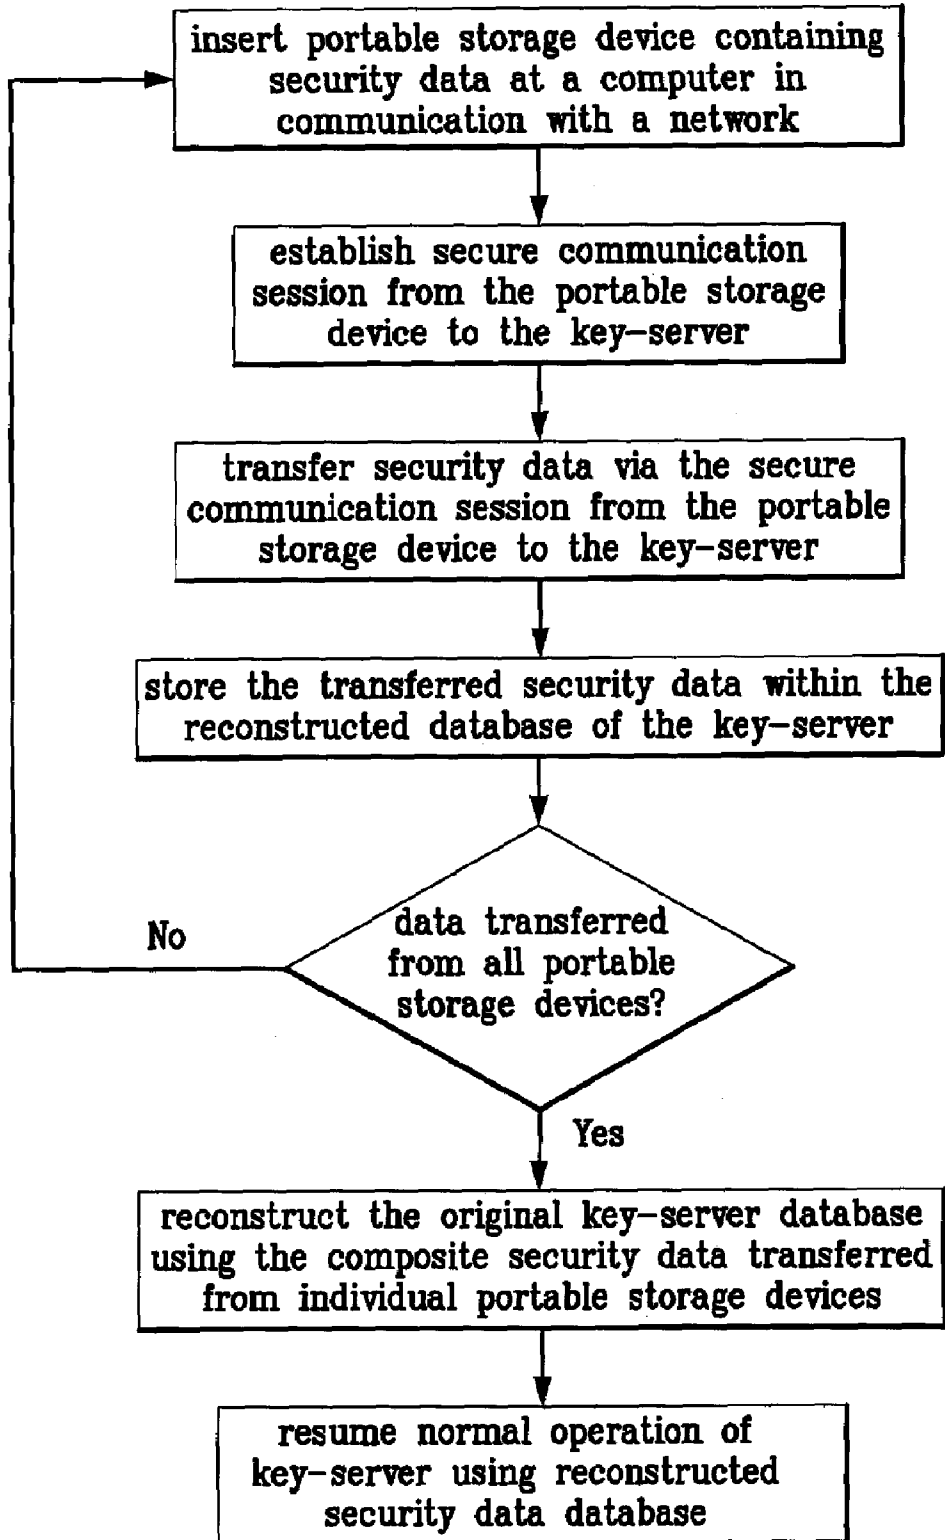 insert portable storage device containing
security data at a computer in
communication with a network
establish secure communication
session from the portable storage
device to the key-server
transfer security data via the secure
communication session from the portable
storage device to the key-server
store the transferred security data within the
reconstructed database of the key-server
data transferred
from all portable
storage devices?
No
Yes
reconstruct the original key-server database
using the composite security data transferred
from individual portable storage devices
resume normal operation of
key-server using reconstructed
security data database